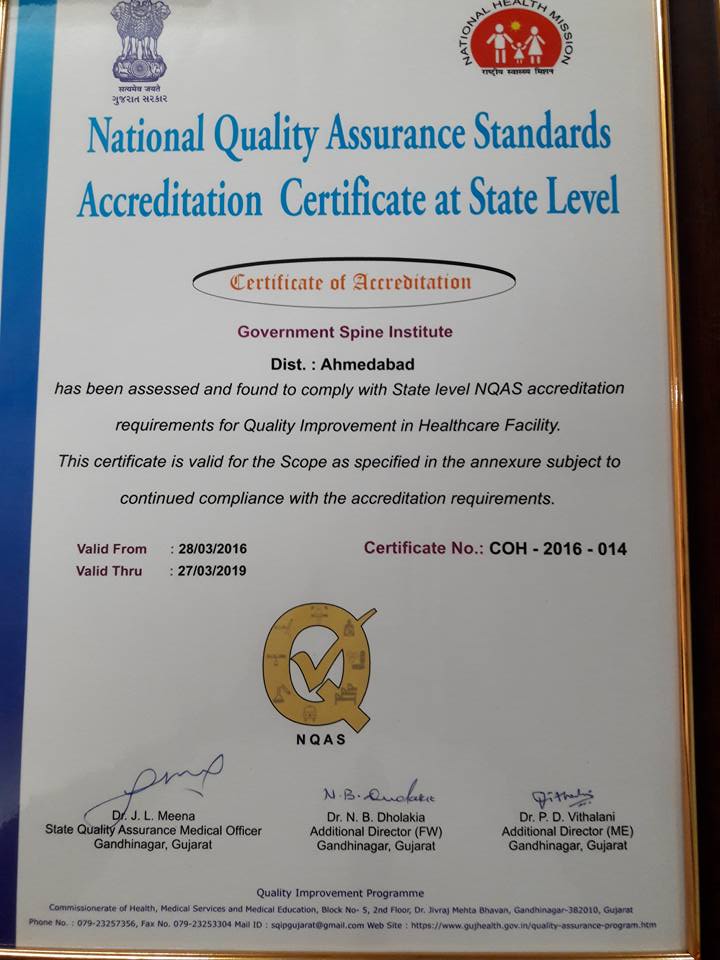 सत्यमेव जयते
ગુજરાત સરકાર
NATIONAL HEALTH MISSION
राष्ट्रीय स्वास्थ्य मिशन
National Quality Assurance Standards
Accreditation Certificate at State Level
Certificate of Accreditation
Government Spine Institute
Dist. : Ahmedabad
has been assessed and found to comply with State level NQAS accreditation
requirements for Quality Improvement in Healthcare Facility.
This certificate is valid for the Scope as specified in the annexure subject to
continued compliance with the accreditation requirements.
Valid From : 28/03/2016
Certificate No.: COH - 2016 - 014
Valid Thru : 27/03/2019
NQAS
N. B. Dholakia
Dr. J. L. Meena
State Quality Assurance Medical Officer
Gandhinagar, Gujarat
Dr. N. B. Dholakia
Additional Director (FW)
Gandhinagar, Gujarat
Dr. P. D. Vithalani
Additional Director (ME)
Gandhinagar, Gujarat
Quality Improvement Programme
Commissionerate of Health, Medical Services and Medical Education, Block No- 5, 2nd Floor, Dr. Jivraj Mehta Bhavan, Gandhinagar-382010, Gujarat
Phone No. : 079-23257356, Fax No. 079-23253304 Mail ID : sqipgujarat@gmail.com Web Site : https://www.gujhealth.gov.in/quality-assurance-program.htm